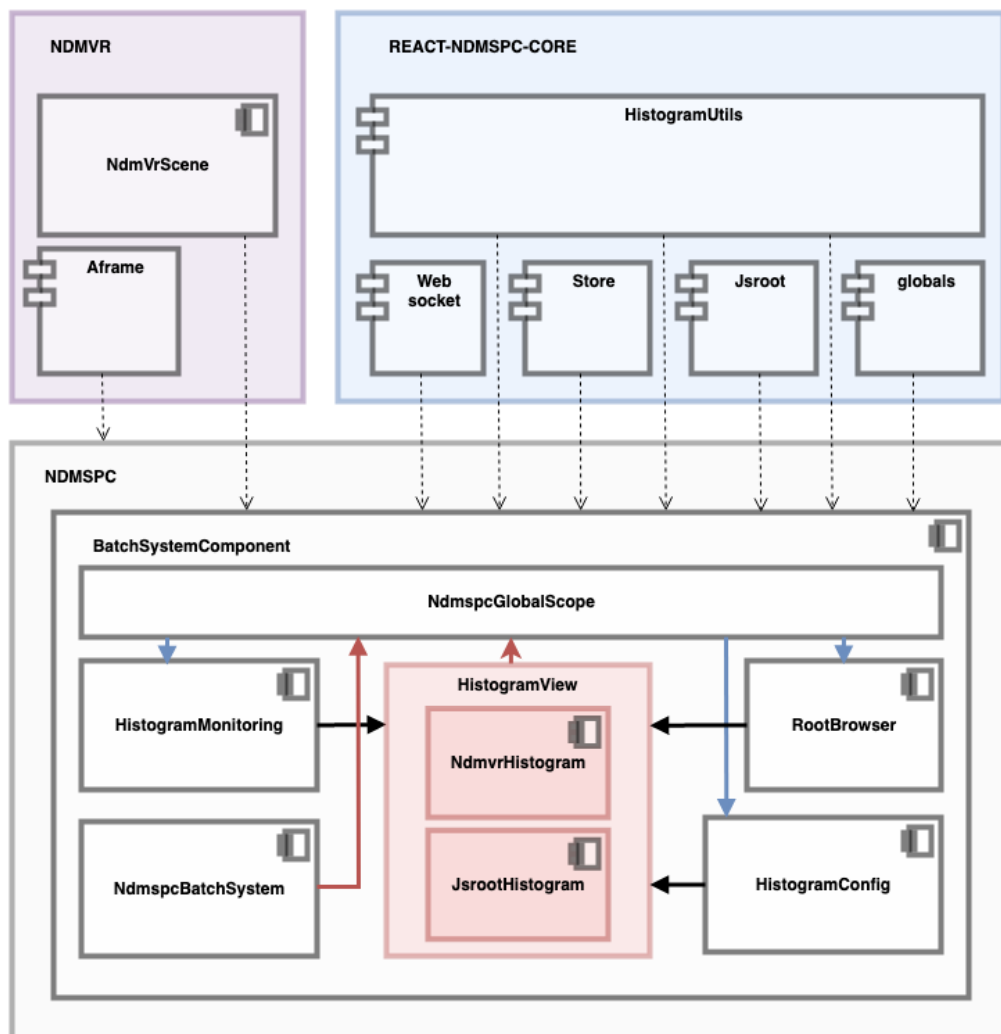 NDMVR
REACT-NDMSPC-CORE
HistogramUtils
NdmVrScene
Aframe
Web
socket
Store
Jsroot
globals
NDMSPC
BatchSystemComponent
NdmspcGlobalScope
HistogramView
HistogramMonitoring
RootBrowser
NdmvrHistogram
NdmspcBatchSystem
JsrootHistogram
HistogramConfig